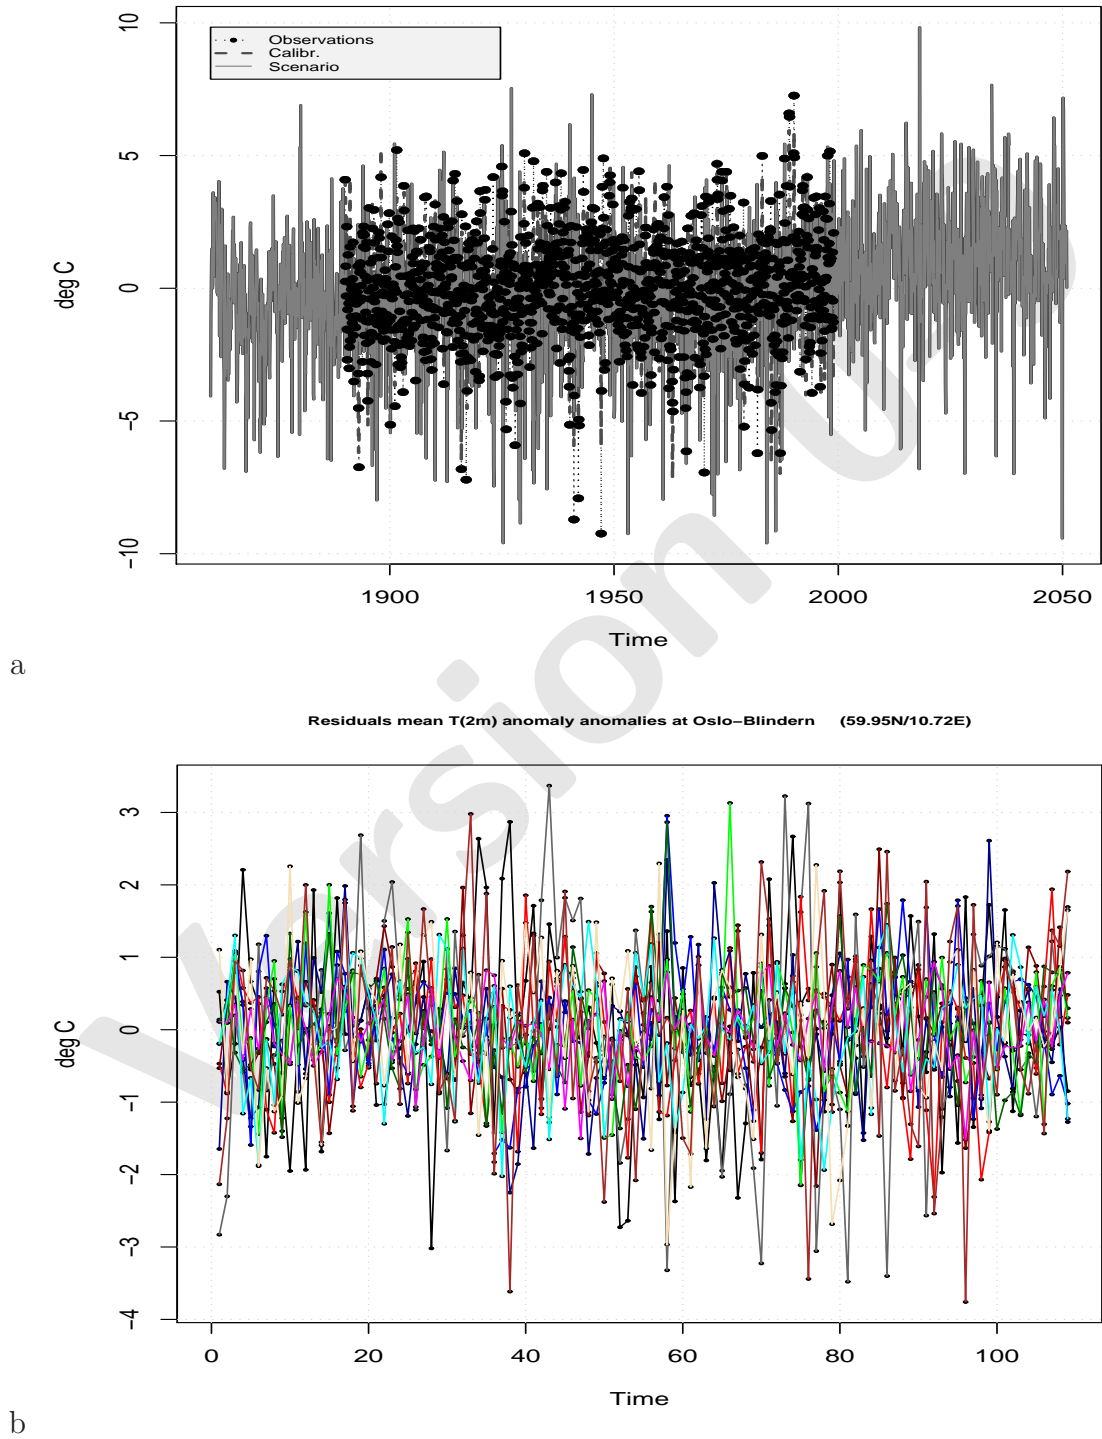 10
5
0
−5
−10
deg C
Observations
Calibr.
Scenario
1900
1950
2000
2050
Time
a
Residuals mean T(2m) anomaly anomalies at Oslo−Blindern (59.95N/10.72E)
3
2
1
0
−1
−2
−3
−4
deg C
0
20
40
60
80
100
Time
b
Version 0.9